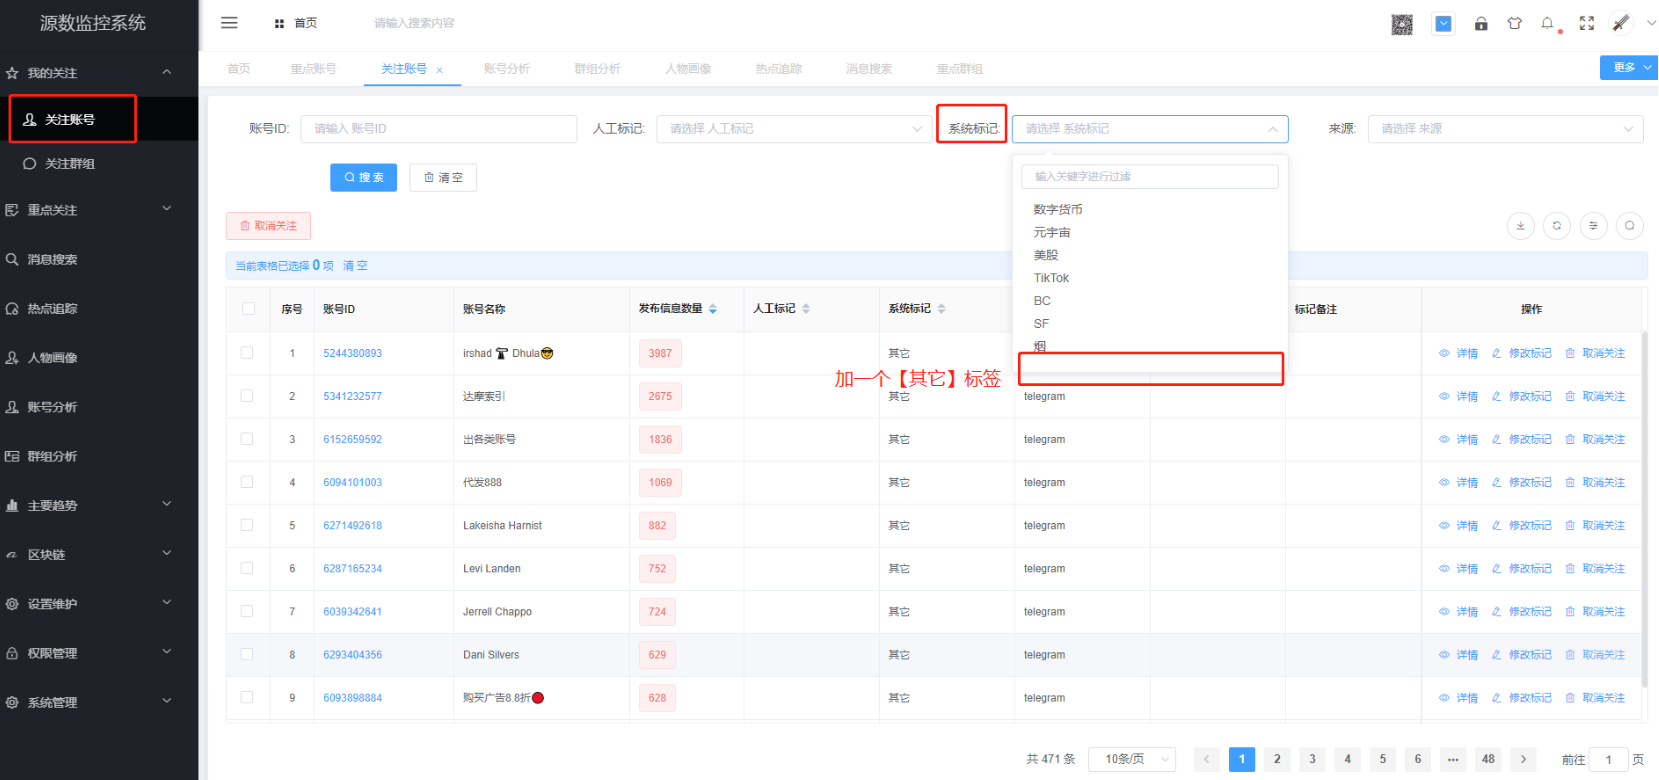 源数监控系统
首页
请输入搜索内容
我的关注
关注账号
关注群组
重点关注
消息搜索
热点追踪
人物画像
账号分析
群组分析
主要趋势
区块链
设置维护
权限管理
系统管理
首页 重点账号 关注账号 × 账号分析 群组分析 人物画像 热点追踪 消息搜索 重点群组 更多
账号ID: 请输入 账号ID 人工标记: 请选择 人工标记 系统标记: 请选择 系统标记 来源: 请选择 来源
搜 索 清 空
输入关键字进行过滤
数字货币
元宇宙
美股
TikTok
BC
SF
烟
取消关注
当前表格已选择 0 项 清 空
加一个【其它】标签
序号 账号ID 账号名称 发布信息数量 人工标记 系统标记 标记备注 操作
1 5244380893 irshad Dhula 3987 其它 详情 修改标记 取消关注
2 5341232577 达摩索引 2675 其它 telegram 详情 修改标记 取消关注
3 6152659592 出各类账号 1836 其它 telegram 详情 修改标记 取消关注
4 6094101003 代发888 1069 其它 telegram 详情 修改标记 取消关注
5 6271492618 Lakeisha Harnist 882 其它 telegram 详情 修改标记 取消关注
6 6287165234 Levi Landen 752 其它 telegram 详情 修改标记 取消关注
7 6039342641 Jerrell Chappo 724 其它 telegram 详情 修改标记 取消关注
8 6293404356 Dani Silvers 629 其它 telegram 详情 修改标记 取消关注
9 6093898884 购买广告8.8折 628 其它 telegram 详情 修改标记 取消关注
共 471 条 10条/页 1 2 3 4 5 6 ... 48 前往 1 页